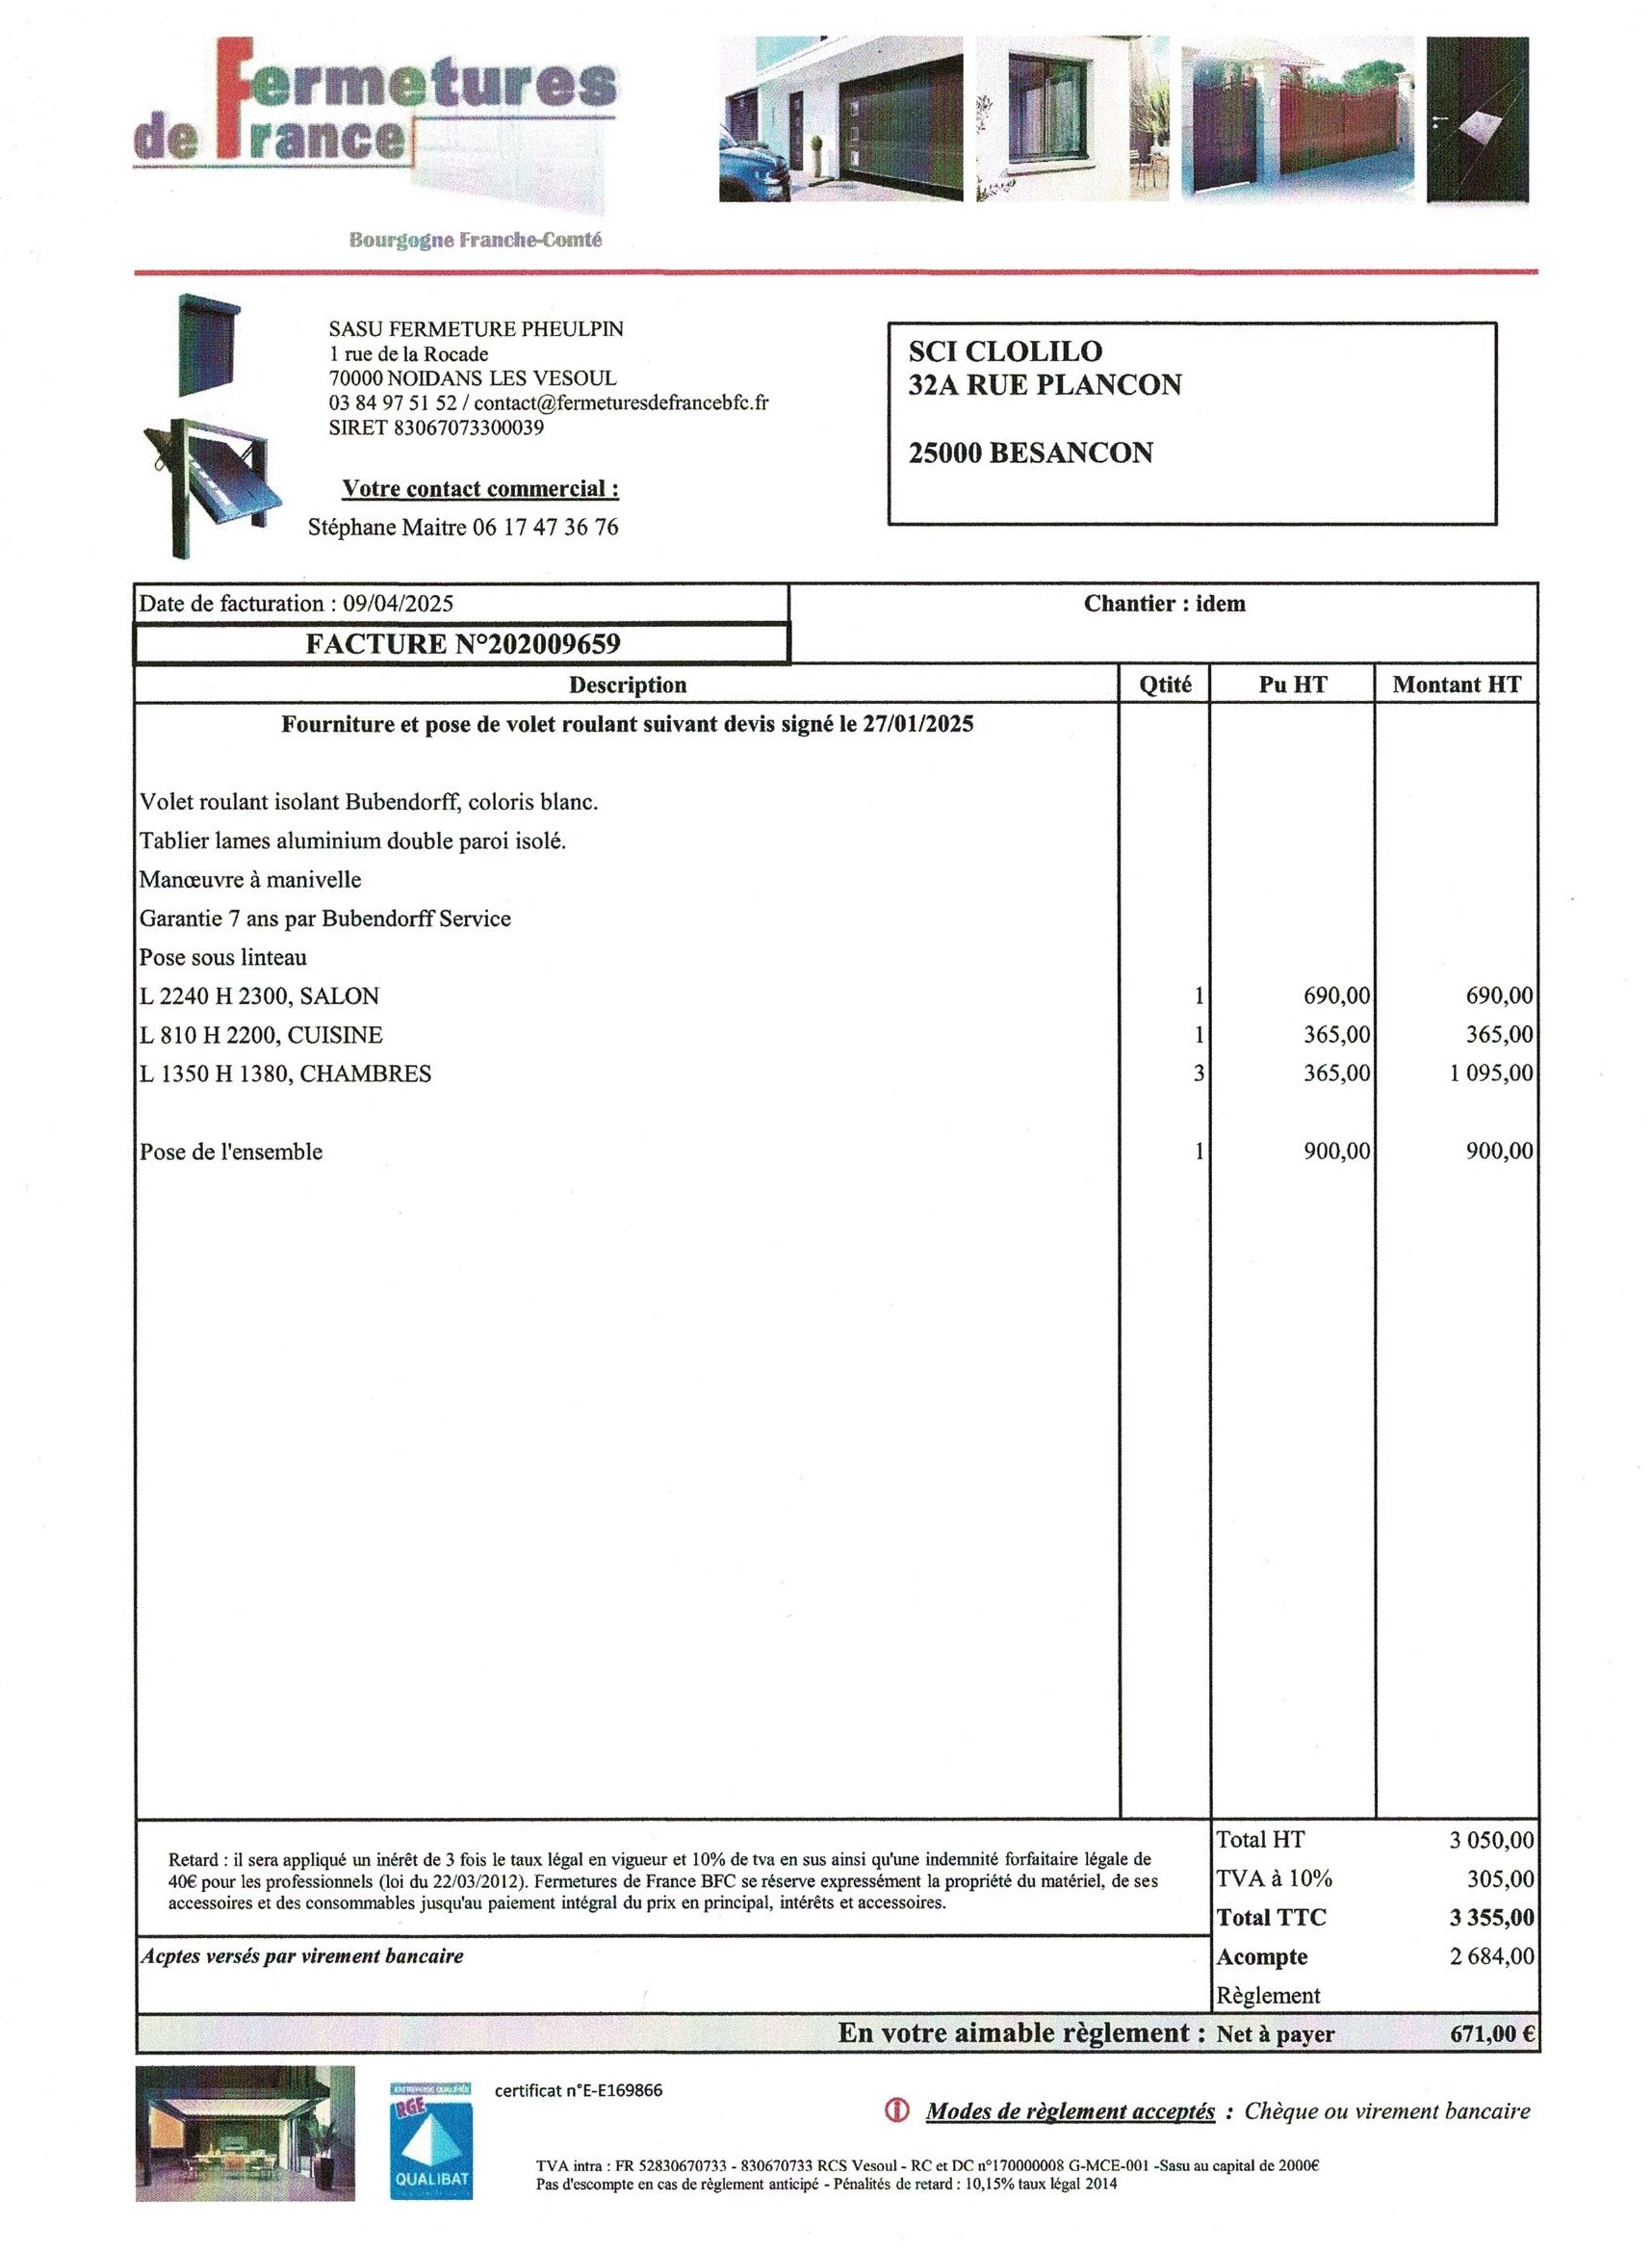 Fermetures
de France
Bourgogne Franche-Comté
SASU FERMETURE PHEULPIN
1 rue de la Rocade
70000 NOIDANS LES VESOUL
03 84 97 51 52 / contact@fermeturesdefrancebfc.fr
SIRET 83067073300039
Votre contact commercial :
Stéphane Maitre 06 17 47 36 76
SCI CLOLILO
32A RUE PLANCON
25000 BESANCON
Date de facturation : 09/04/2025
Chantier : idem
FACTURE N°202009659
Description Qtité Pu HT Montant HT
Fourniture et pose de volet roulant suivant devis signé le 27/01/2025
Volet roulant isolant Bubendorff, coloris blanc.
Tablier lames aluminium double paroi isolé.
Manœuvre à manivelle
Garantie 7 ans par Bubendorff Service
Pose sous linteau
L 2240 H 2300, SALON 1 690,00 690,00
L 810 H 2200, CUISINE 1 365,00 365,00
L 1350 H 1380, CHAMBRES 3 365,00 1 095,00
Pose de l'ensemble 1 900,00 900,00
Retard : il sera appliqué un inérêt de 3 fois le taux légal en vigueur et 10% de tva en sus ainsi qu'une indemnité forfaitaire légale de
40€ pour les professionnels (loi du 22/03/2012). Fermetures de France BFC se réserve expressément la propriété du matériel, de ses
accessoires et des consommables jusqu'au paiement intégral du prix en principal, intérêts et accessoires.
Total HT 3 050,00
TVA à 10% 305,00
Total TTC 3 355,00
Acptes versés par virement bancaire
Acompte 2 684,00
Règlement
En votre aimable règlement : Net à payer 671,00 €
ENTREPRISE QUALIFIÉE
RGE
QUALIBAT
certificat n°E-E169866
Modes de règlement acceptés : Chèque ou virement bancaire
TVA intra : FR 52830670733 - 830670733 RCS Vesoul - RC et DC n°170000008 G-MCE-001 -Sasu au capital de 2000€
Pas d'escompte en cas de règlement anticipé - Pénalités de retard : 10,15% taux légal 2014